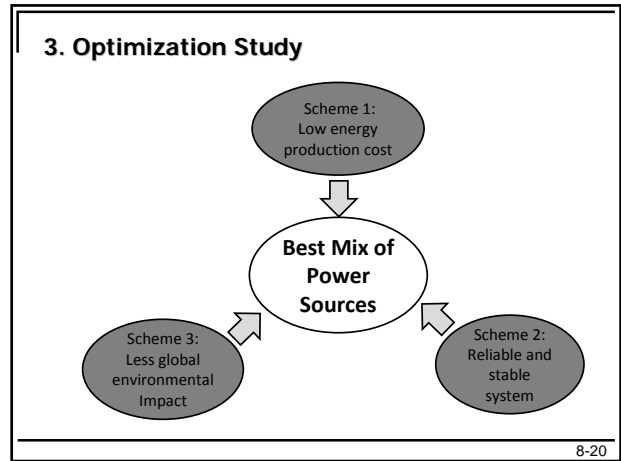 3. Optimization Study
Scheme 1:
Low energy
production cost
Best Mix of
Power
Sources
Scheme 3:
Less global
environmental
Impact
Scheme 2:
Reliable and
stable
system
8-20